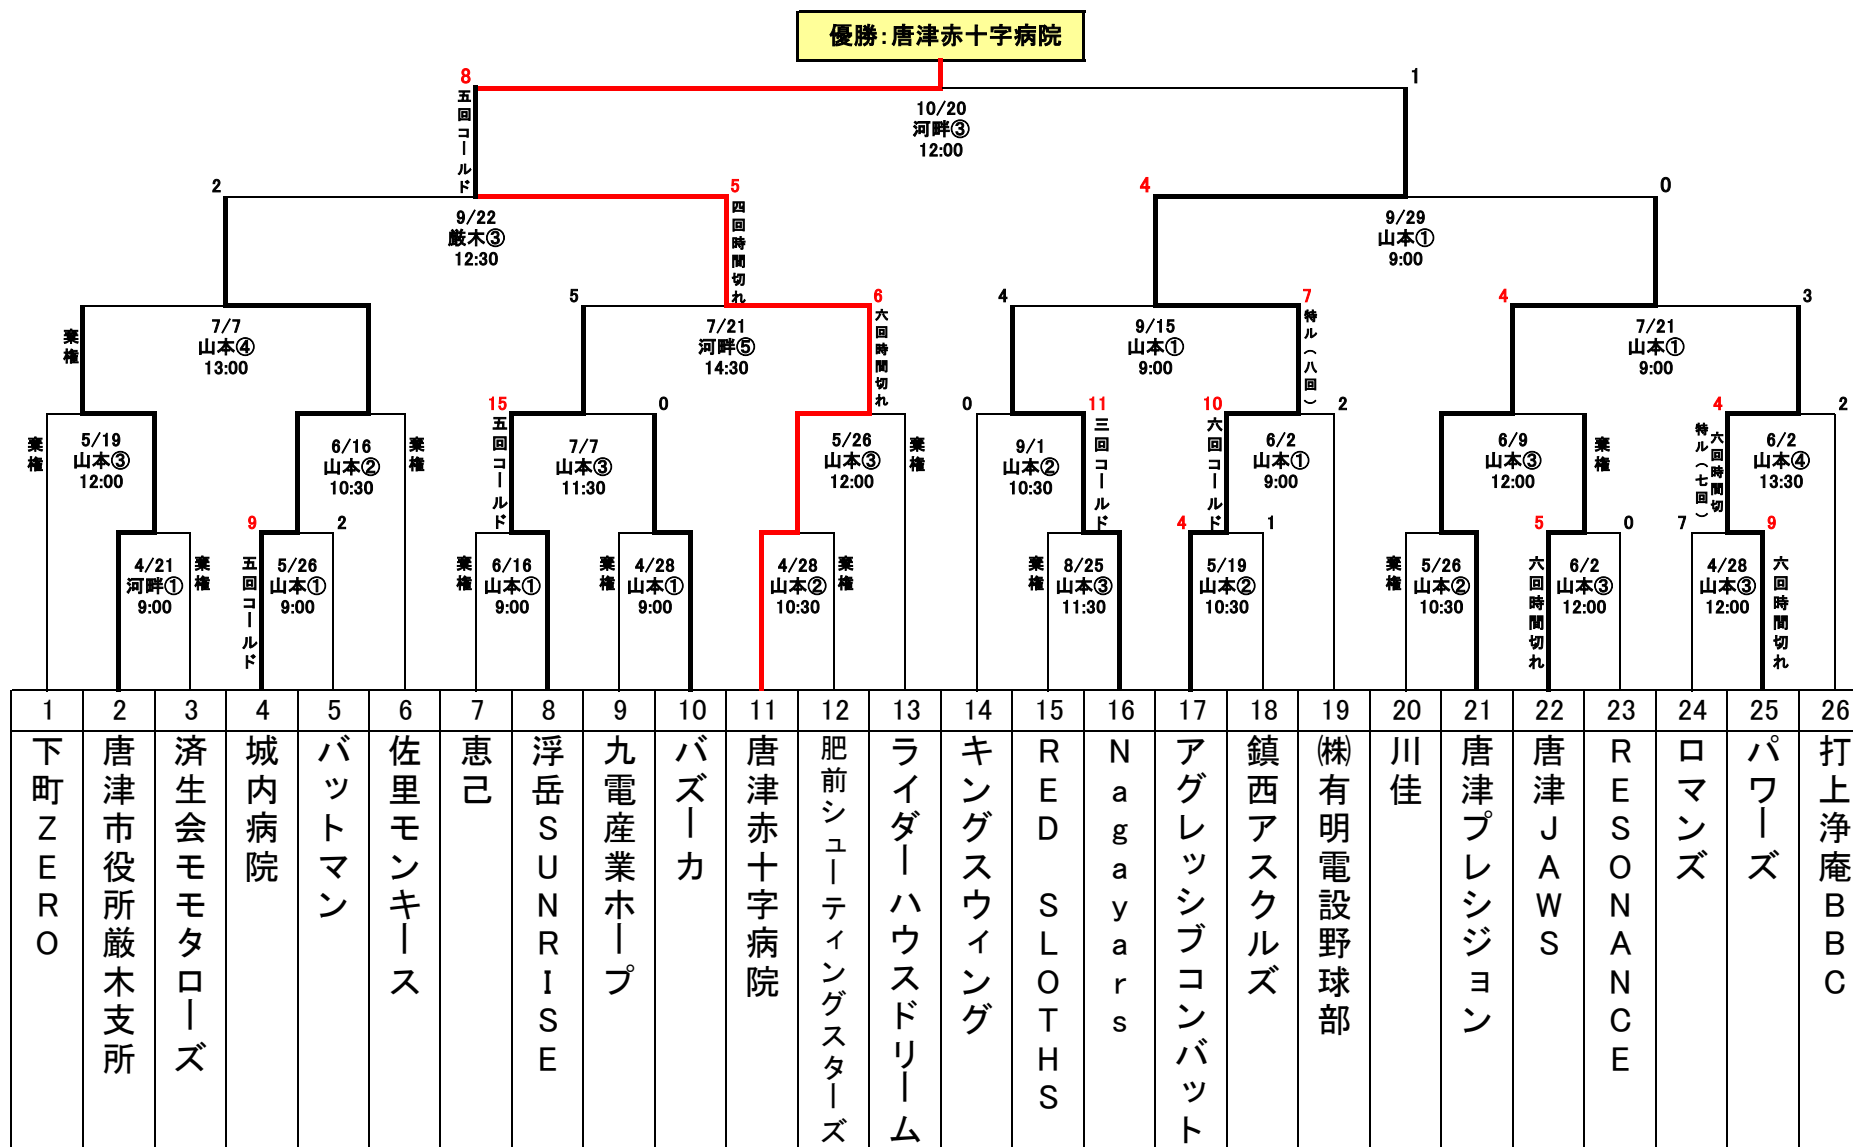 優勝：唐津赤十字病院
8
1
五回コールド
10/20
河畔③
12:00
2
5
4
0
四回時間切れ
9/22
厳木③
12:30
9/29
山本①
9:00
5
6
4
7
4
3
棄権
7/7
山本④
13:00
7/21
河畔⑤
14:30
六回時間切れ
9/15
山本①
9:00
特ル（八回）
7/21
山本①
9:00
15
0
0
11
10
2
4
2
棄権
5/19
山本③
12:00
6/16
山本②
10:30
棄権
五回コールド
7/7
山本③
11:30
5/26
山本③
12:00
棄権
9/1
山本②
10:30
三回コールド
六回コールド
6/2
山本①
9:00
6/9
山本③
12:00
棄権
特ル（七回）
六回時間切
6/2
山本④
13:30
9
2
4
1
5
0
7
9
4/21
河畔①
9:00
棄権
五回コールド
5/26
山本①
9:00
棄権
6/16
山本①
9:00
棄権
4/28
山本①
9:00
4/28
山本②
10:30
棄権
棄権
8/25
山本③
11:30
5/19
山本②
10:30
棄権
5/26
山本②
10:30
六回時間切れ
6/2
山本③
12:00
4/28
山本③
12:00
六回時間切れ
1 2 3 4 5 6 7 8 9 10 11 12 13 14 15 16 17 18 19 20 21 22 23 24 25 26
下町ZERO
唐津市役所厳木支所
済生会モモタローズ
城内病院
バットマン
佐里モンキース
恵己
浮岳SUNRISE
九電産業ホープ
バズーカ
唐津赤十字病院
肥前シューティングスターズ
ライダーハウスドリーム
キングスウィング
RED SLOTHS
Nagayars
アグレッシブコンバット
鎮西アスクルズ
㈱有明電設野球部
川佳
唐津プレシジョン
唐津JAWS
RESONANCE
ロマンズ
パワーズ
打上浄庵BBC